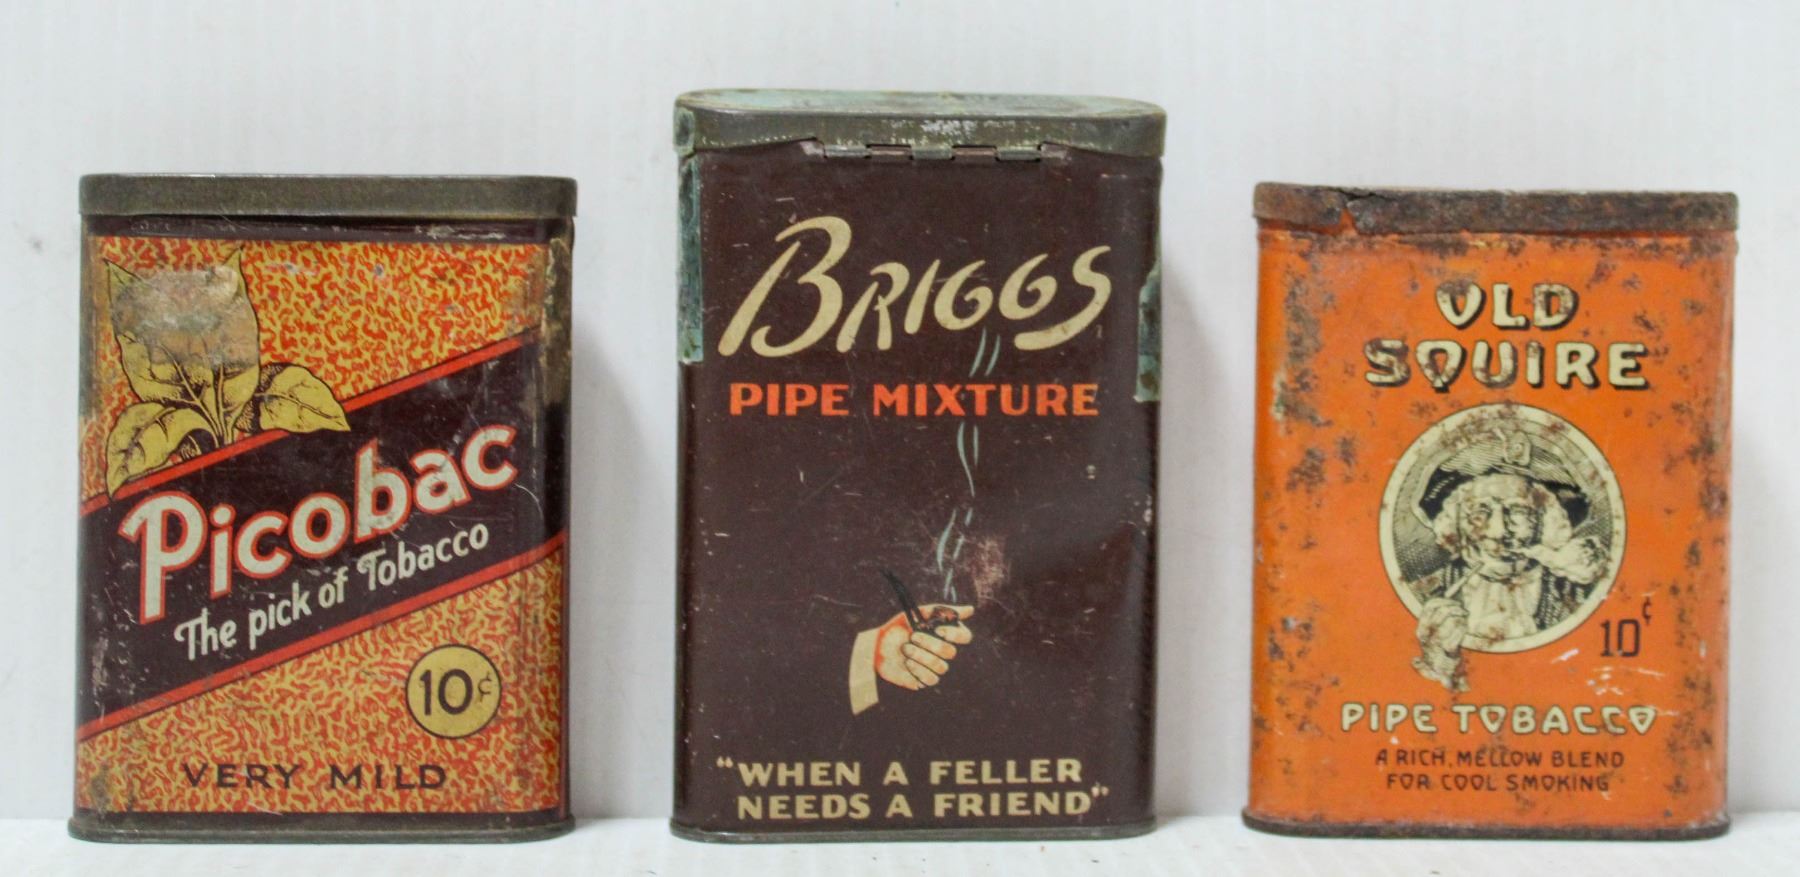 Picobac
The pick of Tobacco
10¢
VERY MILD
BRIGGS
PIPE MIXTURE
"WHEN A FELLER
NEEDS A FRIEND"
OLD
SQUIRE
10¢
PIPE TOBACCO
A RICH, MELLOW BLEND
FOR COOL SMOKING